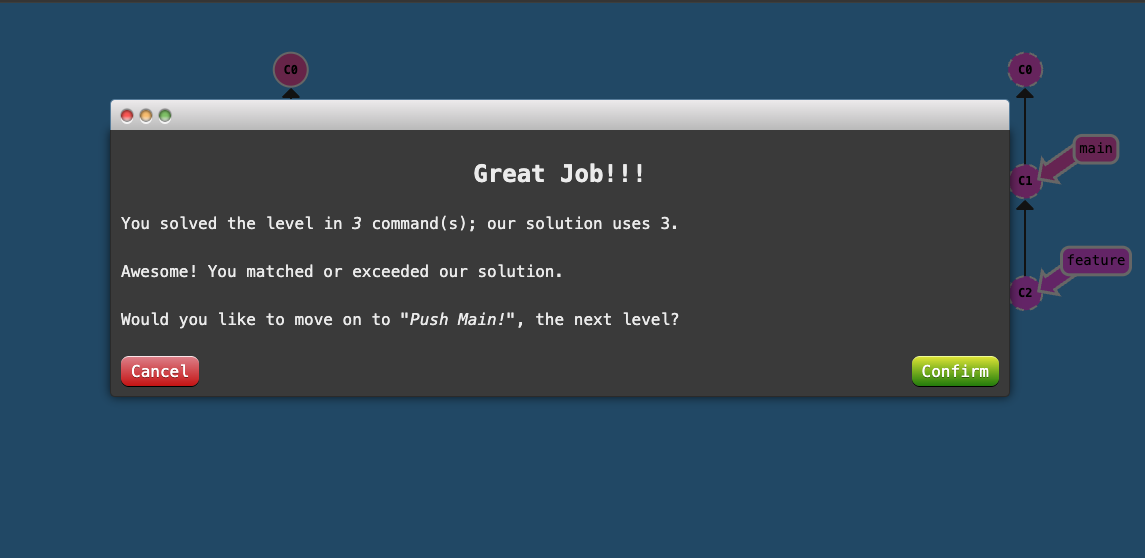 C0
C0
main
C1
feature
C2
Great Job!!!
You solved the level in 3 command(s); our solution uses 3.
Awesome! You matched or exceeded our solution.
Would you like to move on to "Push Main!", the next level?
Cancel
Confirm